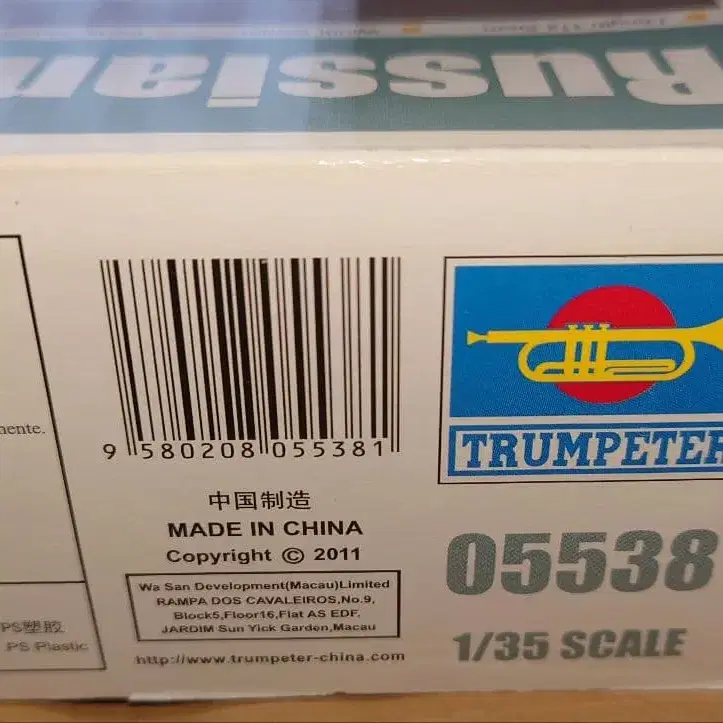 Russian
mente.
9 580208 055381
TRUMPETER
中国制造
MADE IN CHINA
Copyright © 2011
05538
Wa San Development(Macau)Limited
RAMPA DOS CAVALEIROS,No.9,
Block5,Floor16,Flat AS EDF.
JARDIM Sun Yick Garden,Macau
PS塑胶
PS Plastic
http://www.trumpeter-china.com
1/35 SCALE